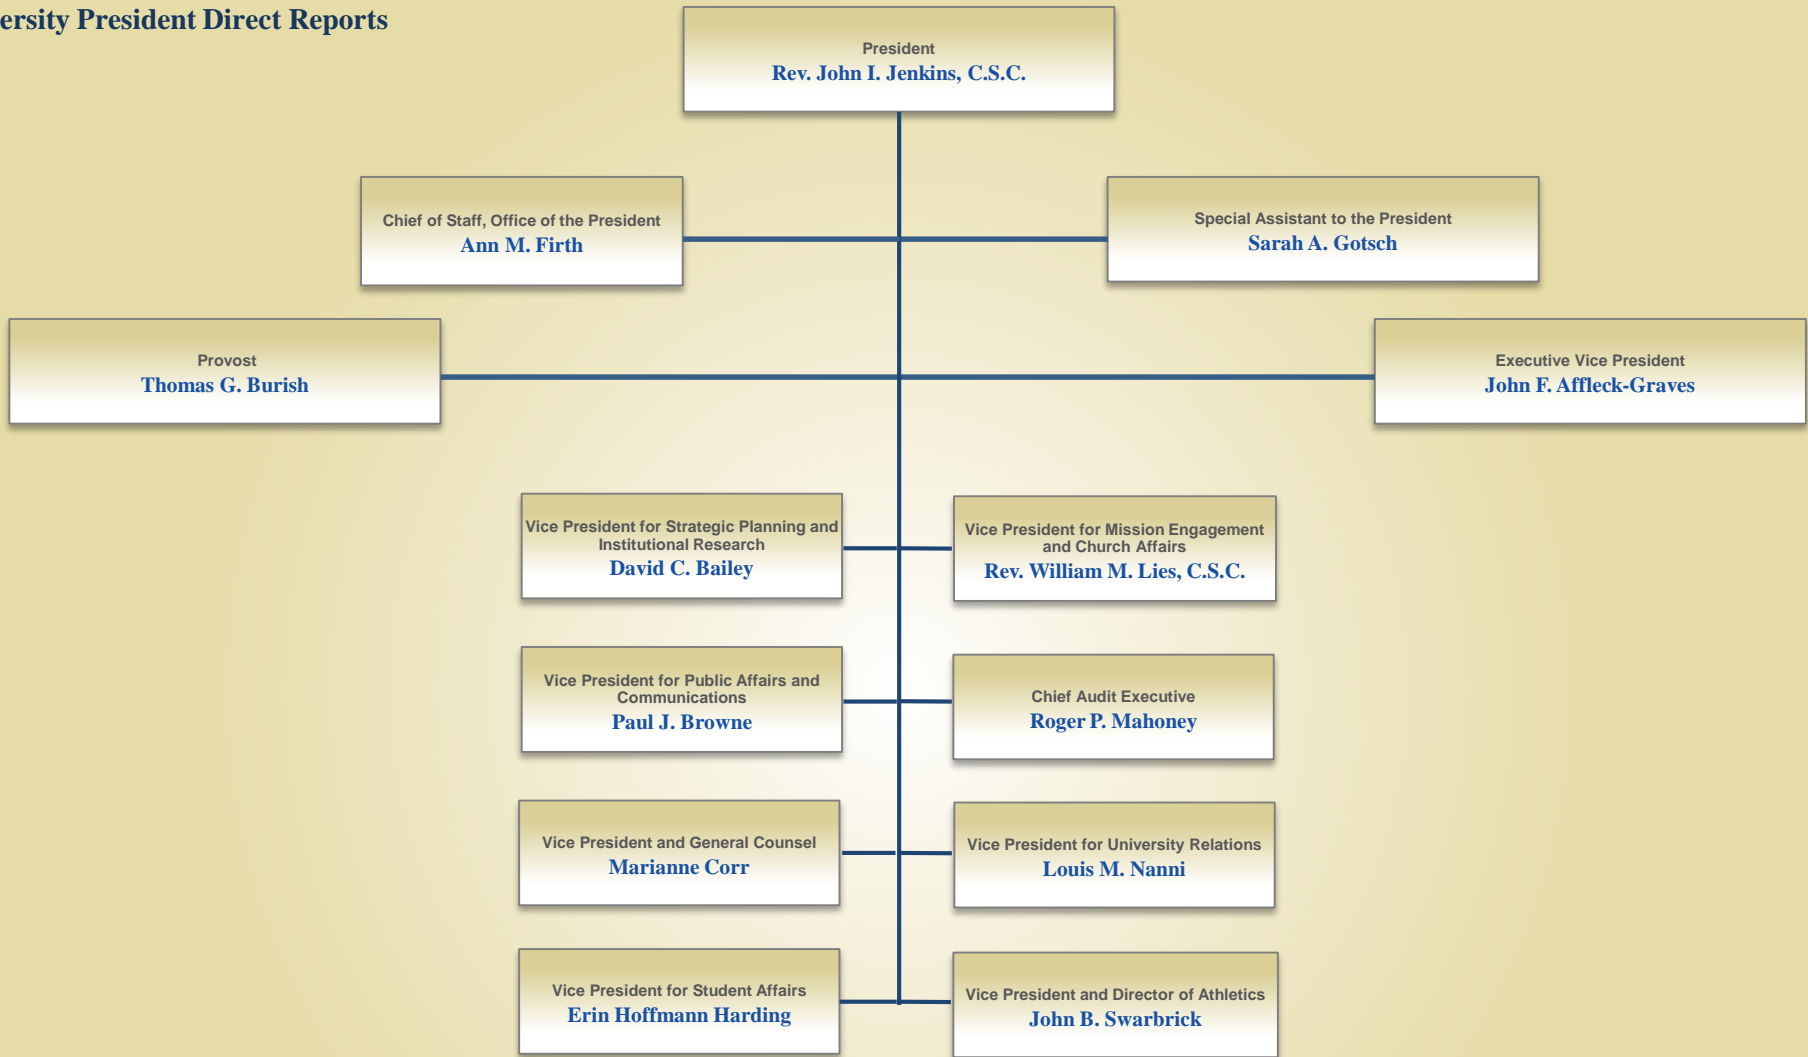 ersity President Direct Reports
President
Rev. John I. Jenkins, C.S.C.
Chief of Staff, Office of the President
Ann M. Firth
Special Assistant to the President
Sarah A. Gotsch
Provost
Thomas G. Burish
Executive Vice President
John F. Affleck-Graves
Vice President for Strategic Planning and
Institutional Research
David C. Bailey
Vice President for Mission Engagement
and Church Affairs
Rev. William M. Lies, C.S.C.
Vice President for Public Affairs and
Communications
Paul J. Browne
Chief Audit Executive
Roger P. Mahoney
Vice President and General Counsel
Marianne Corr
Vice President for University Relations
Louis M. Nanni
Vice President for Student Affairs
Erin Hoffmann Harding
Vice President and Director of Athletics
John B. Swarbrick